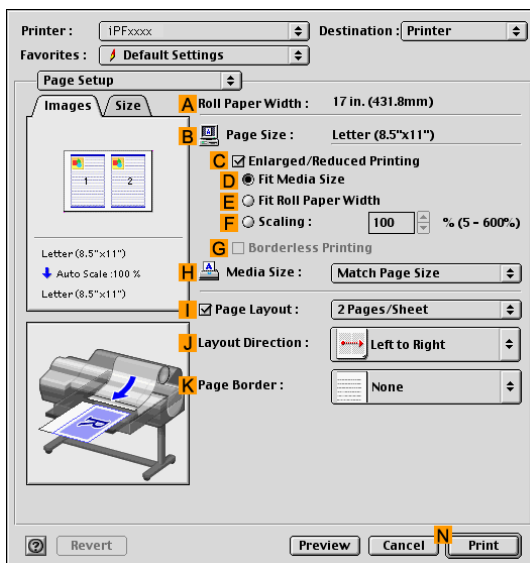 Printer : iPFxxxx Destination : Printer
Favorites : Default Settings
Page Setup
Images Size
A Roll Paper Width : 17 in. (431.8mm)
B Page Size : Letter (8.5"x11")
C Enlarged/Reduced Printing
D Fit Media Size
E Fit Roll Paper Width
F Scaling : 100 % (5 - 600%)
G Borderless Printing
1 2
Letter (8.5"x11")
Auto Scale :100 %
Letter (8.5"x11")
H Media Size : Match Page Size
I Page Layout : 2 Pages/Sheet
J Layout Direction : Left to Right
K Page Border : None
R
? Revert Preview Cancel N Print